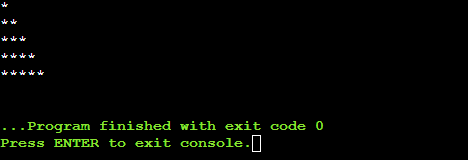 *
**
***
****
*****
...Program finished with exit code 0
Press ENTER to exit console.